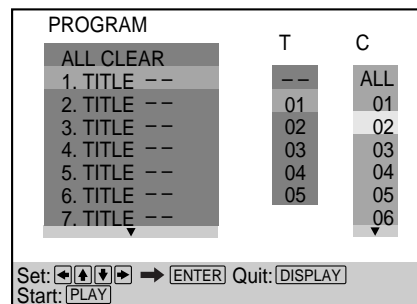 PROGRAM
T C
ALL CLEAR
1. TITLE – –
2. TITLE – –
3. TITLE – –
4. TITLE – –
5. TITLE – –
6. TITLE – –
7. TITLE – –
– –
01
02
03
04
05
ALL
01
02
03
04
05
06
Set: ← ↑ ↓ → ➡ ENTER Quit: DISPLAY
Start: PLAY